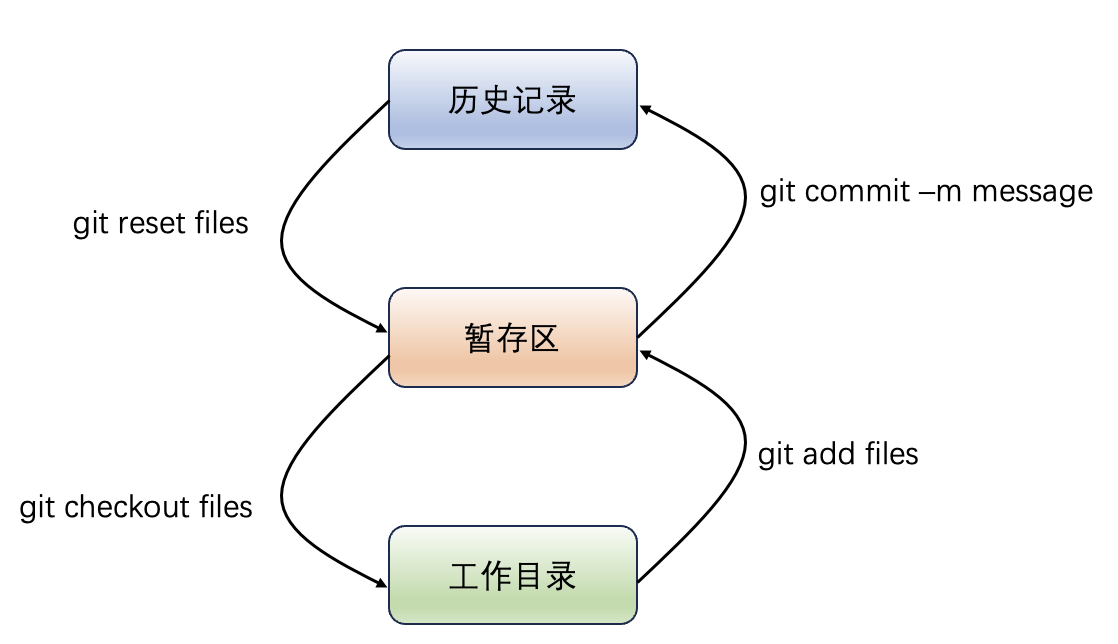 历史记录
git commit –m message
git reset files
暂存区
git add files
git checkout files
工作目录